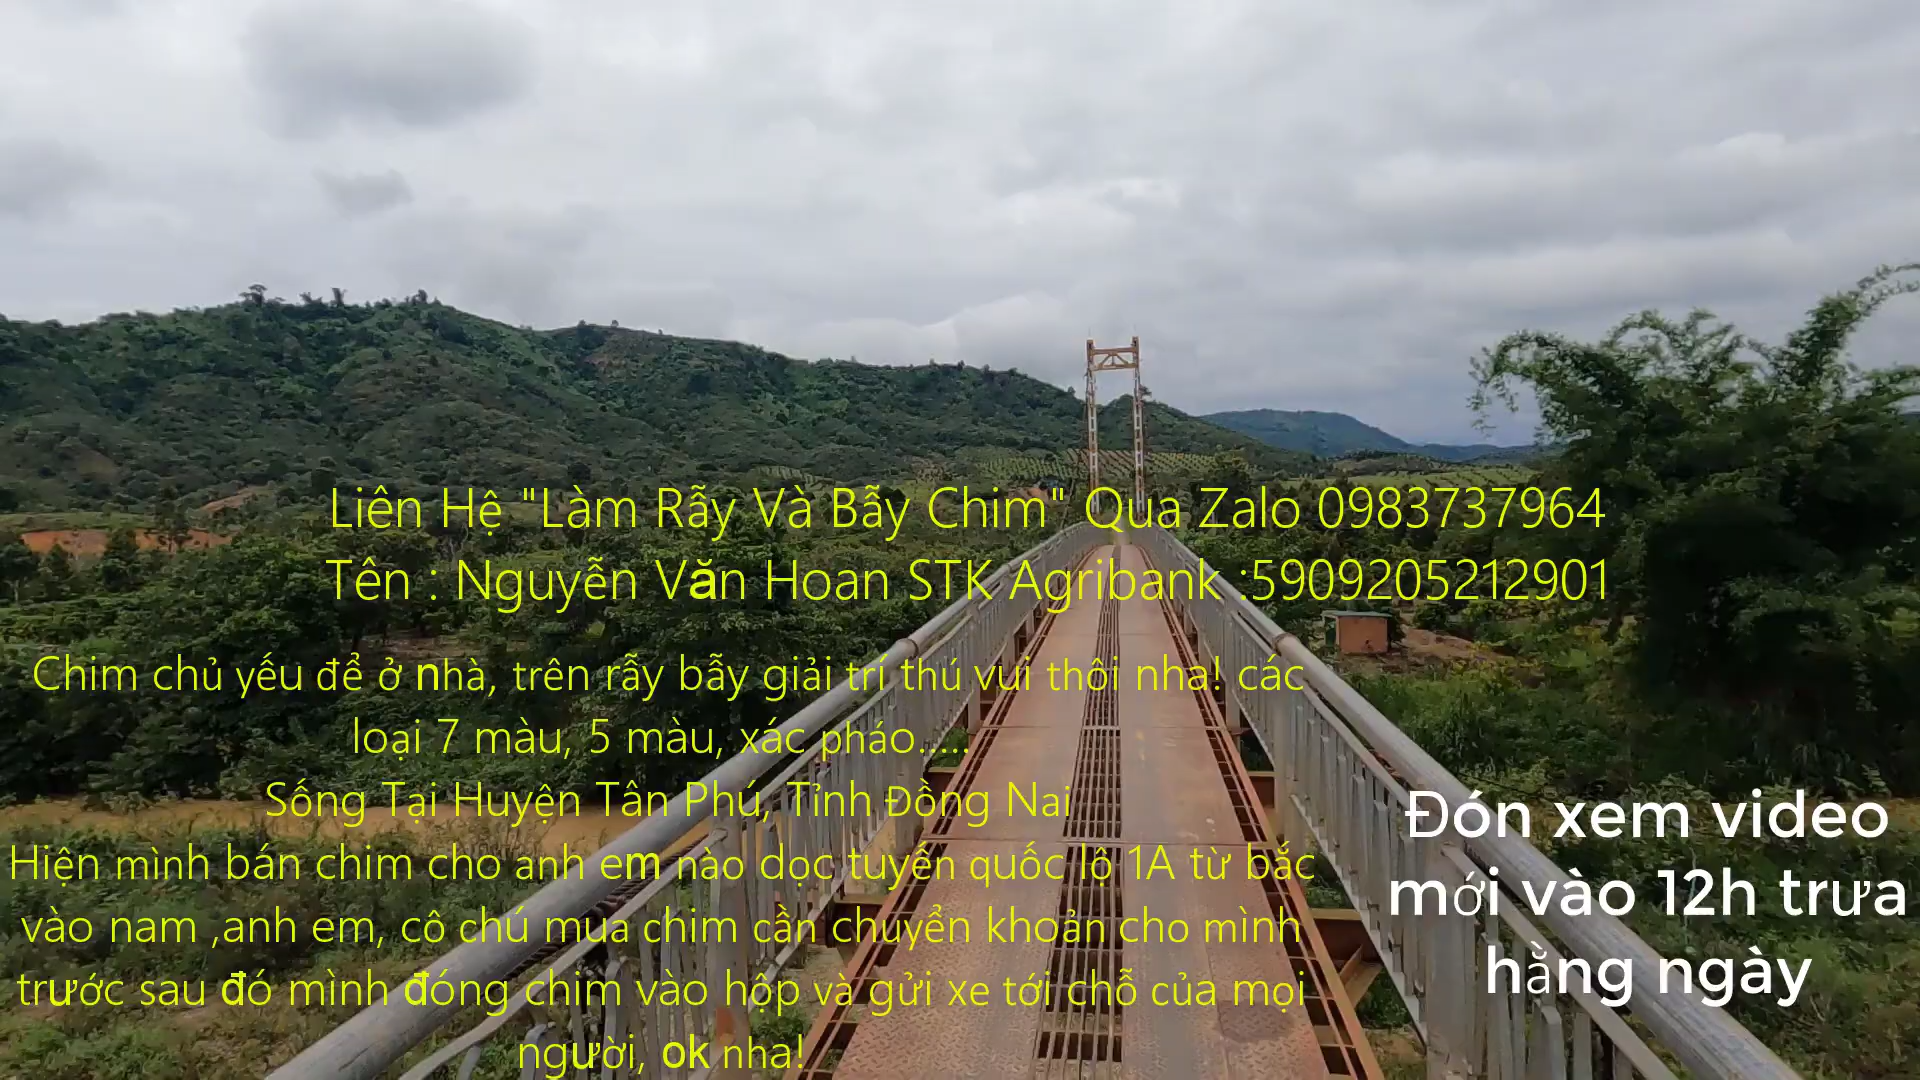 Liên Hệ "Làm Rẫy Và Bẫy Chim" Qua Zalo 0983737964
Tên : Nguyễn Văn Hoan STK Agribank :5909205212901
Chim chủ yếu để ở nhà, trên rẫy bẫy giải trí thú vui thôi nha! các
loại 7 màu, 5 màu, xác pháo.....
Sống Tại Huyện Tân Phú, Tỉnh Đồng Nai
Hiện mình bán chim cho anh em nào dọc tuyến quốc lộ 1A từ bắc
vào nam ,anh em, cô chú mua chim cần chuyển khoản cho mình
trước sau đó mình đóng chim vào hộp và gửi xe tới chỗ của mọi
người, ok nha!
Đón xem video
mới vào 12h trưa
hằng ngày